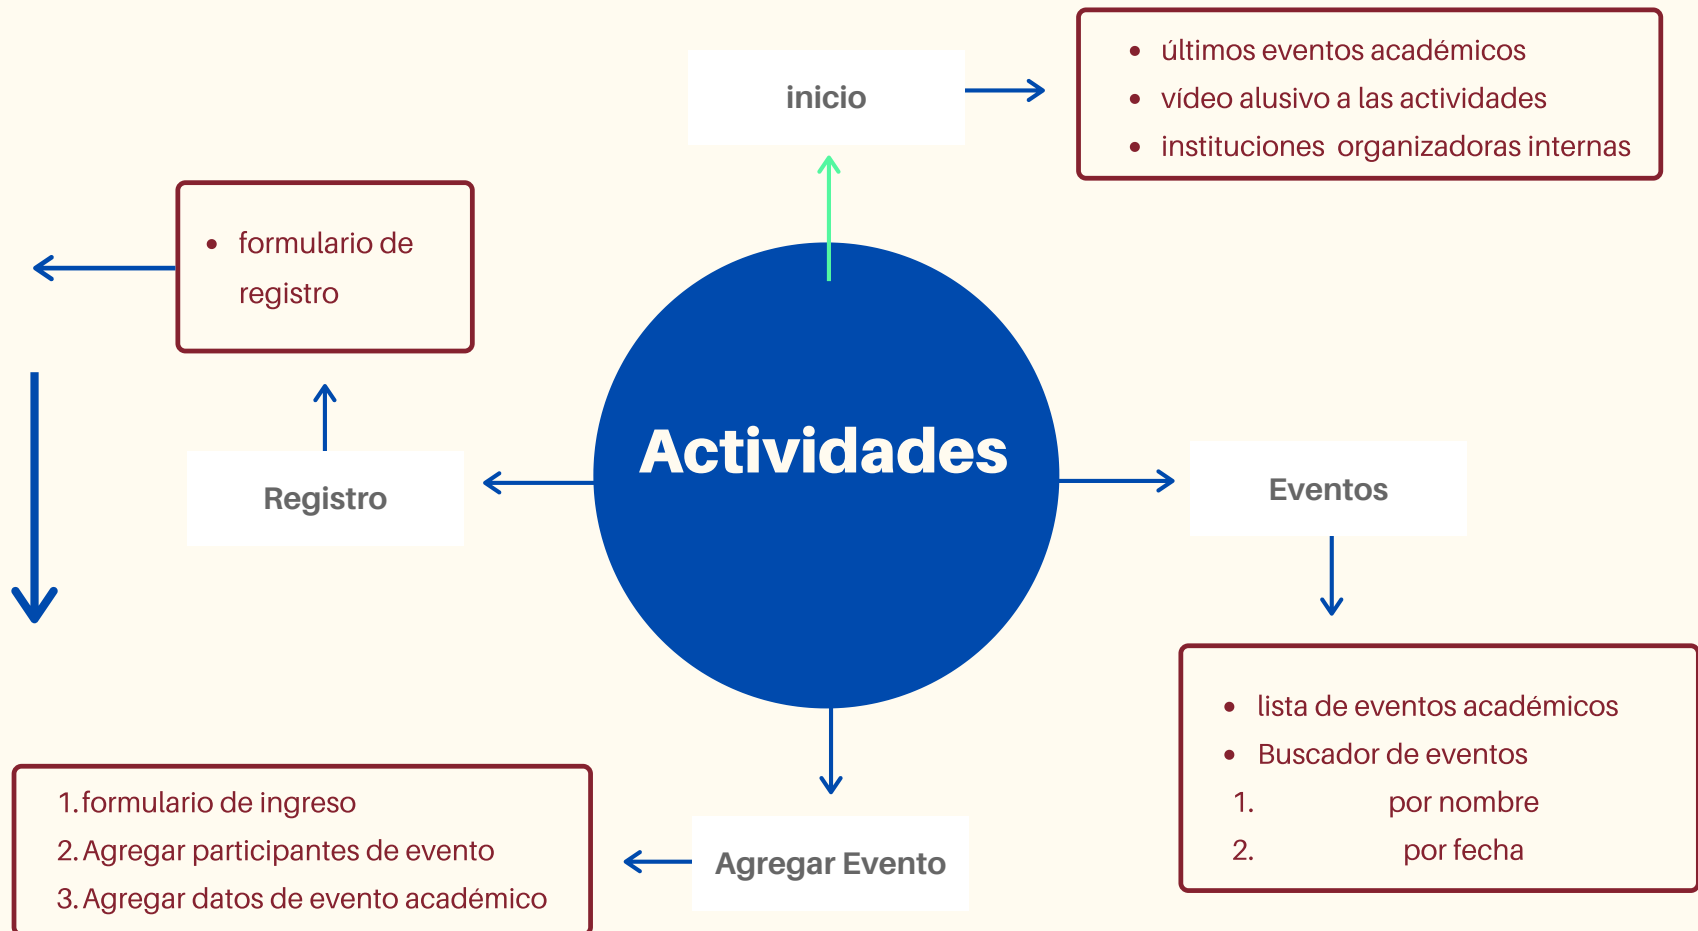 inicio
• últimos eventos académicos
• vídeo alusivo a las actividades
• instituciones organizadoras internas
• formulario de
registro
Actividades
Registro
Eventos
• lista de eventos académicos
• Buscador de eventos
1. por nombre
2. por fecha
1. formulario de ingreso
2. Agregar participantes de evento
3. Agregar datos de evento académico
Agregar Evento